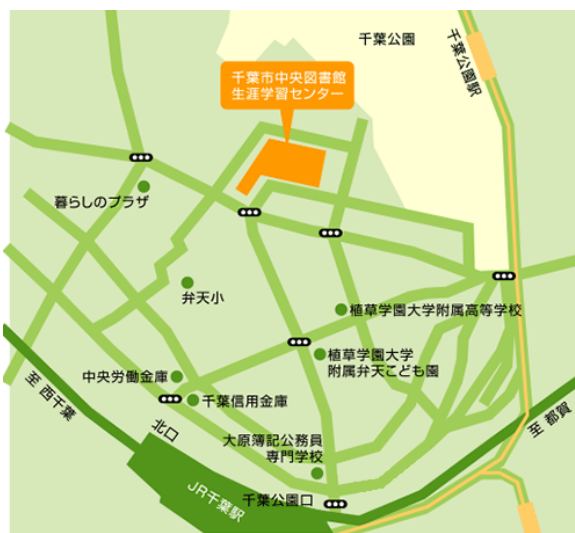 千葉公園
千葉公園駅
千葉市中央図書館
生涯学習センター
暮らしのプラザ
弁天小
植草学園大学附属高等学校
植草学園大学
附属弁天こども園
中央労働金庫
千葉信用金庫
至 西千葉
北口
大原簿記公務員
専門学校
至 都賀
JR千葉駅
千葉公園口